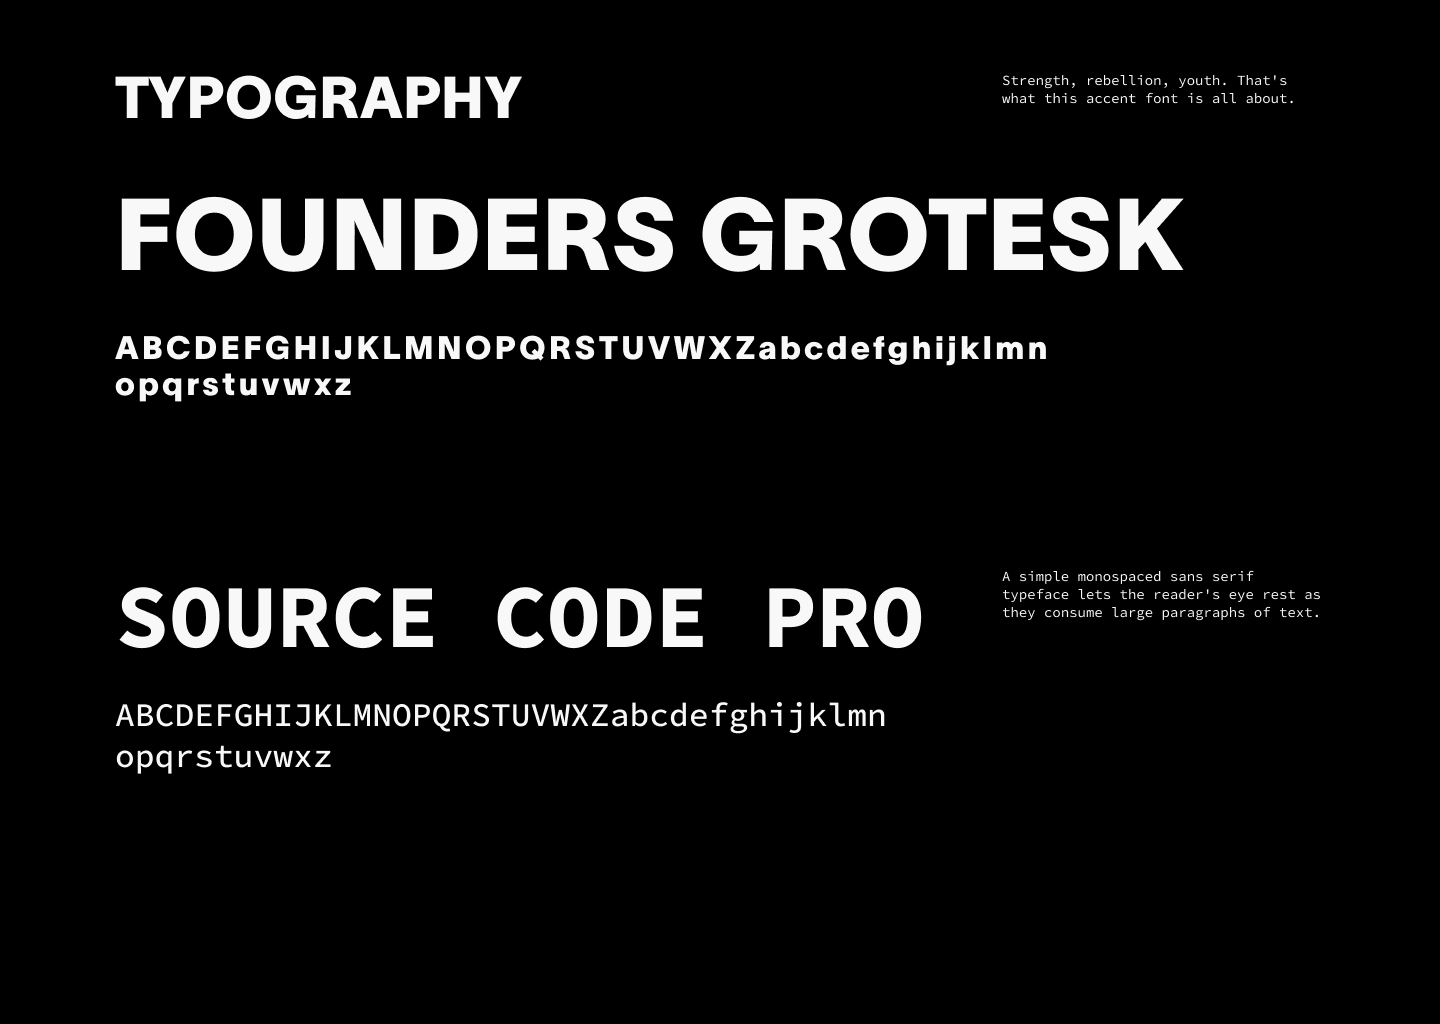 TYPOGRAPHY
Strength, rebellion, youth. That's
what this accent font is all about.
FOUNDERS GROTESK
ABCDEFGHIJKLMNOPQRSTUVWXZabcdefghijklmn
opqrstuvwxz
SOURCE CODE PRO
A simple monospaced sans serif
typeface lets the reader's eye rest as
they consume large paragraphs of text.
ABCDEFGHIJKLMNOPQRSTUVWXZabcdefghijklmn
opqrstuvwxz